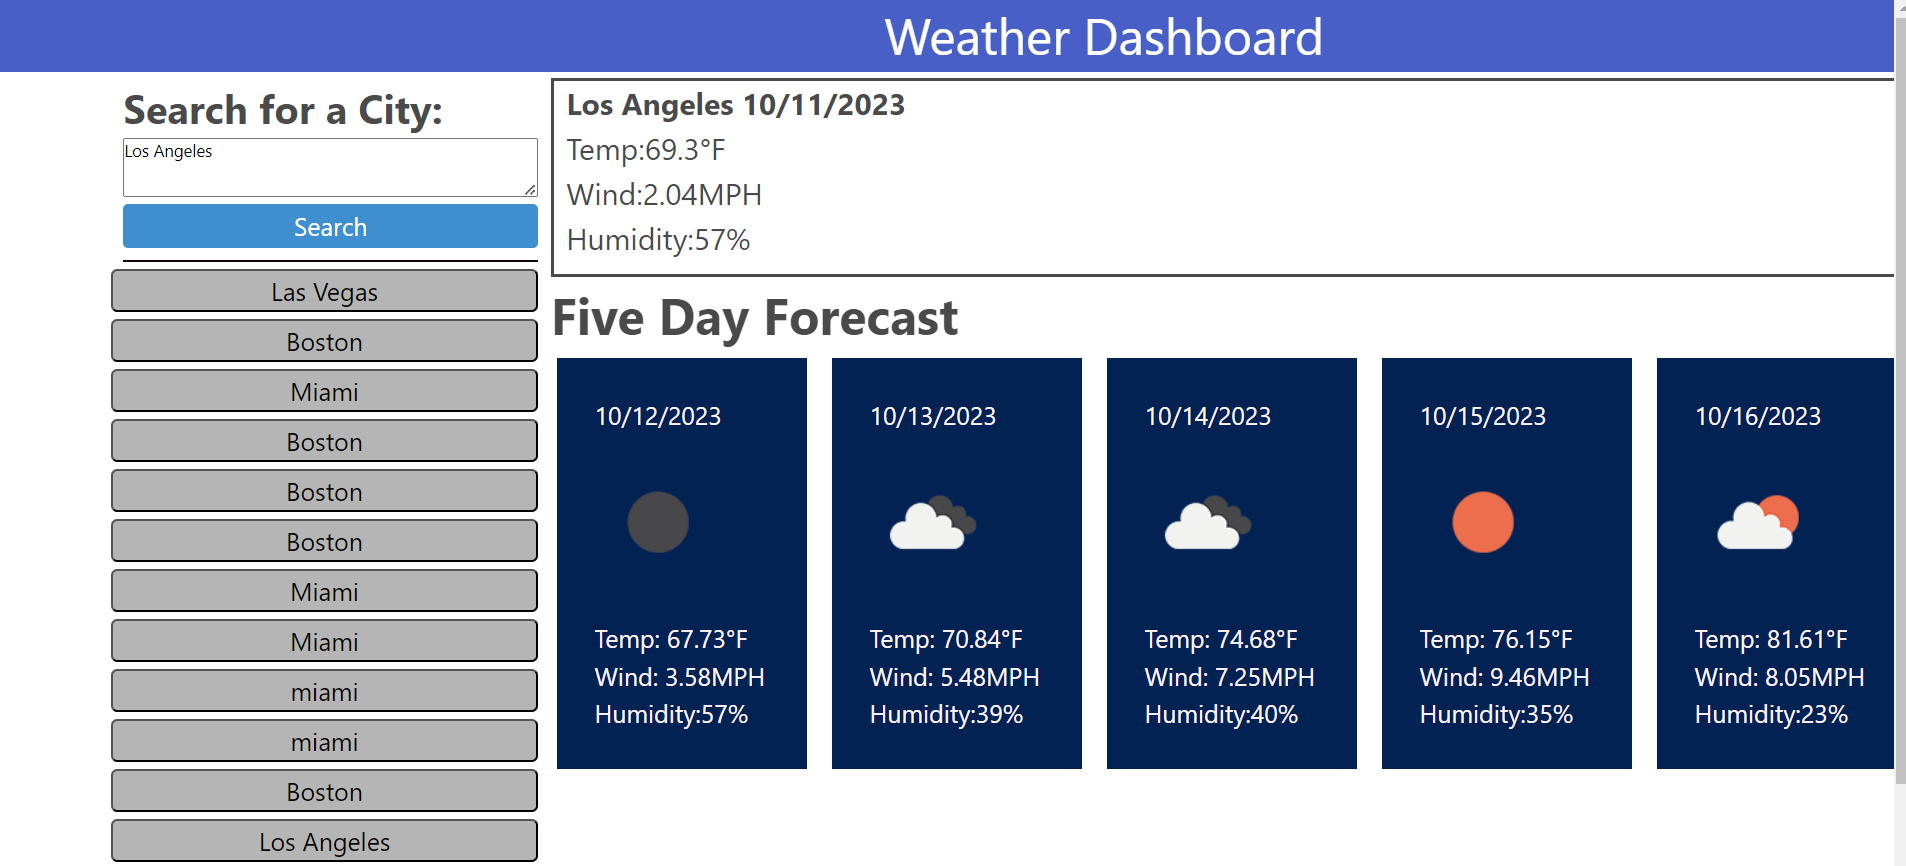 Weather Dashboard
Search for a City:
Los Angeles
Search
Las Vegas
Boston
Miami
Boston
Boston
Boston
Miami
Miami
miami
miami
Boston
Los Angeles
Los Angeles 10/11/2023
Temp:69.3°F
Wind:2.04MPH
Humidity:57%
Five Day Forecast
10/12/2023
Temp: 67.73°F
Wind: 3.58MPH
Humidity:57%
10/13/2023
Temp: 70.84°F
Wind: 5.48MPH
Humidity:39%
10/14/2023
Temp: 74.68°F
Wind: 7.25MPH
Humidity:40%
10/15/2023
Temp: 76.15°F
Wind: 9.46MPH
Humidity:35%
10/16/2023
Temp: 81.61°F
Wind: 8.05MPH
Humidity:23%